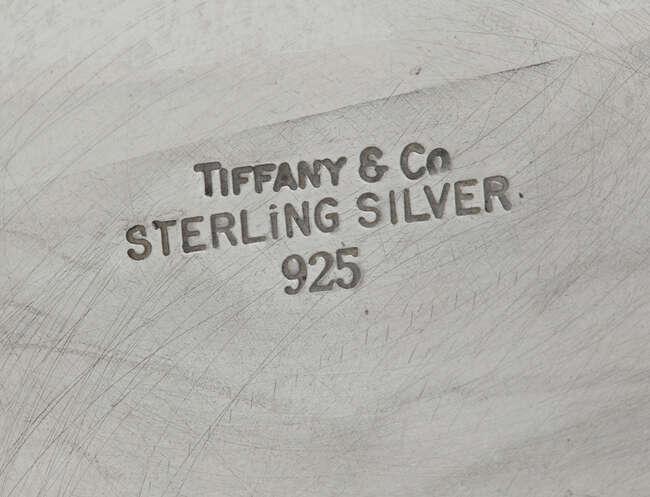 TIFFANY & Co
STERLiNG SILVER.
925